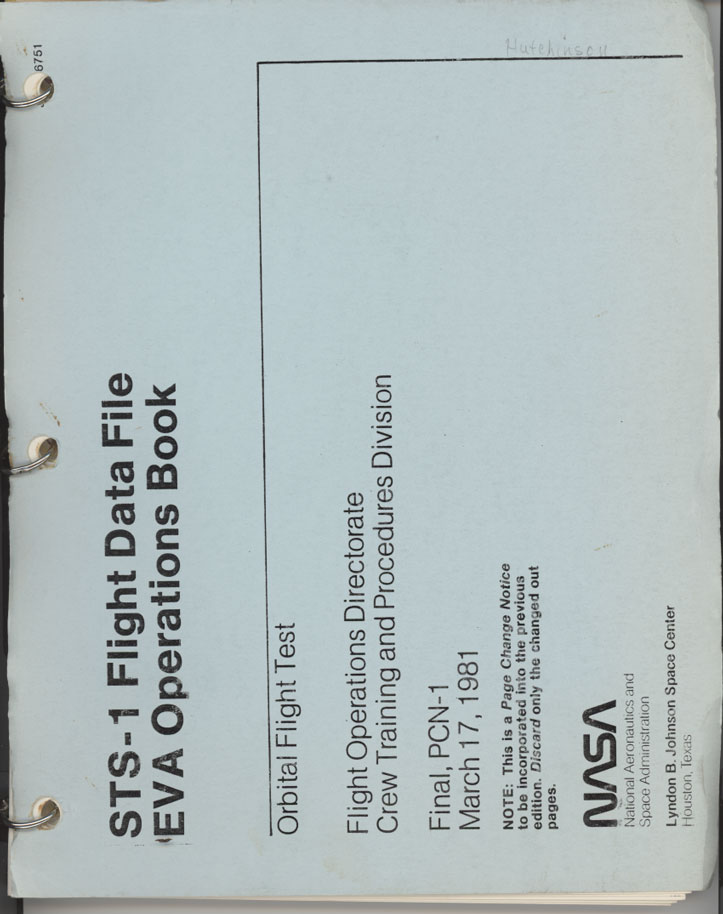 Hutchinson
6751
STS-1 Flight Data File
EVA Operations Book
Orbital Flight Test
Flight Operations Directorate
Crew Training and Procedures Division
Final, PCN-1
March 17, 1981
NOTE: This is a Page Change Notice
to be incorporated into the previous
edition. Discard only the changed out
pages.
NASA
National Aeronautics and
Space Administration
Lyndon B. Johnson Space Center
Houston, Texas